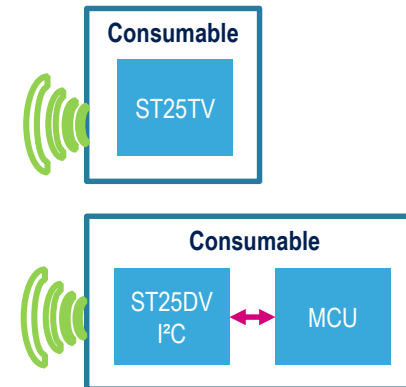 Consumable
ST25TV
Consumable
ST25DV
I²C
MCU